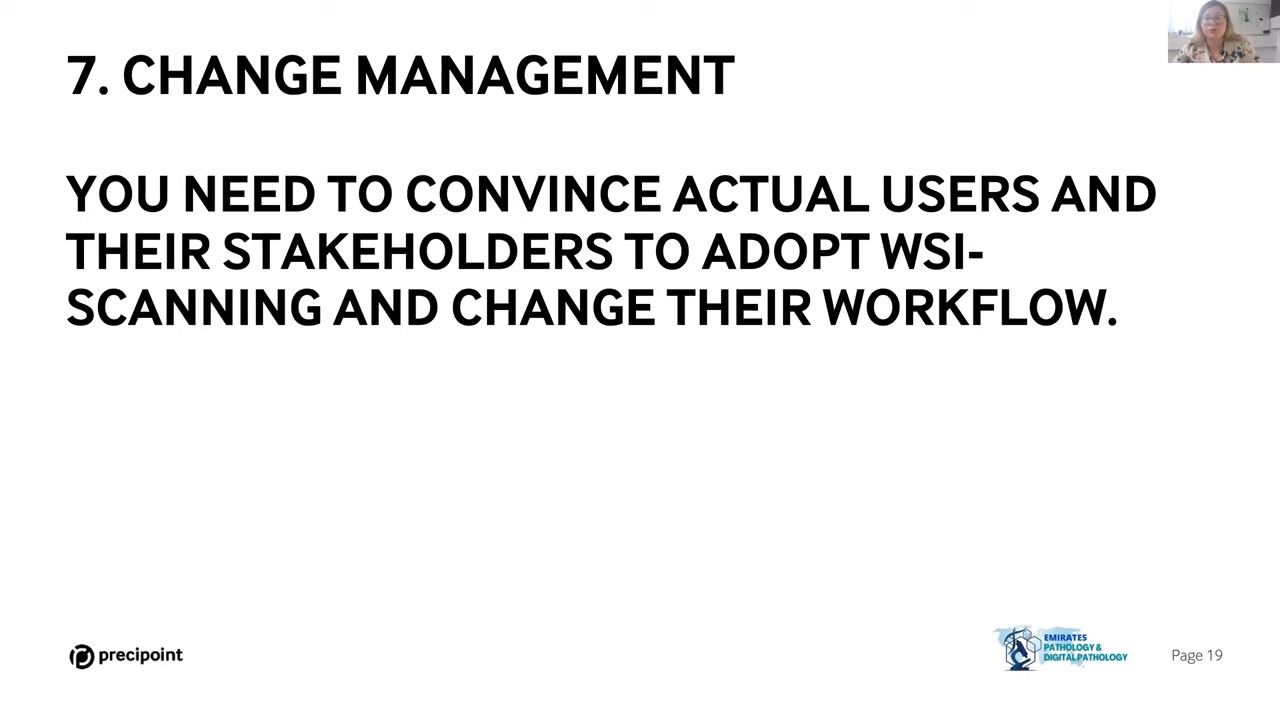 7. CHANGE MANAGEMENT
YOU NEED TO CONVINCE ACTUAL USERS AND
THEIR STAKEHOLDERS TO ADOPT WSI-
SCANNING AND CHANGE THEIR WORKFLOW.
precipoint
EMIRATES
PATHOLOGY &
DIGITAL PATHOLOGY
Page 19